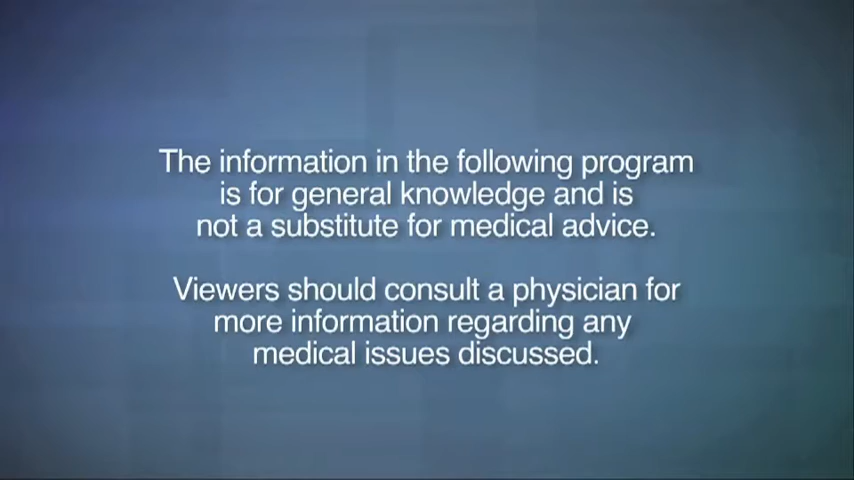 The information in the following program
is for general knowledge and is
not a substitute for medical advice.
Viewers should consult a physician for
more information regarding any
medical issues discussed.